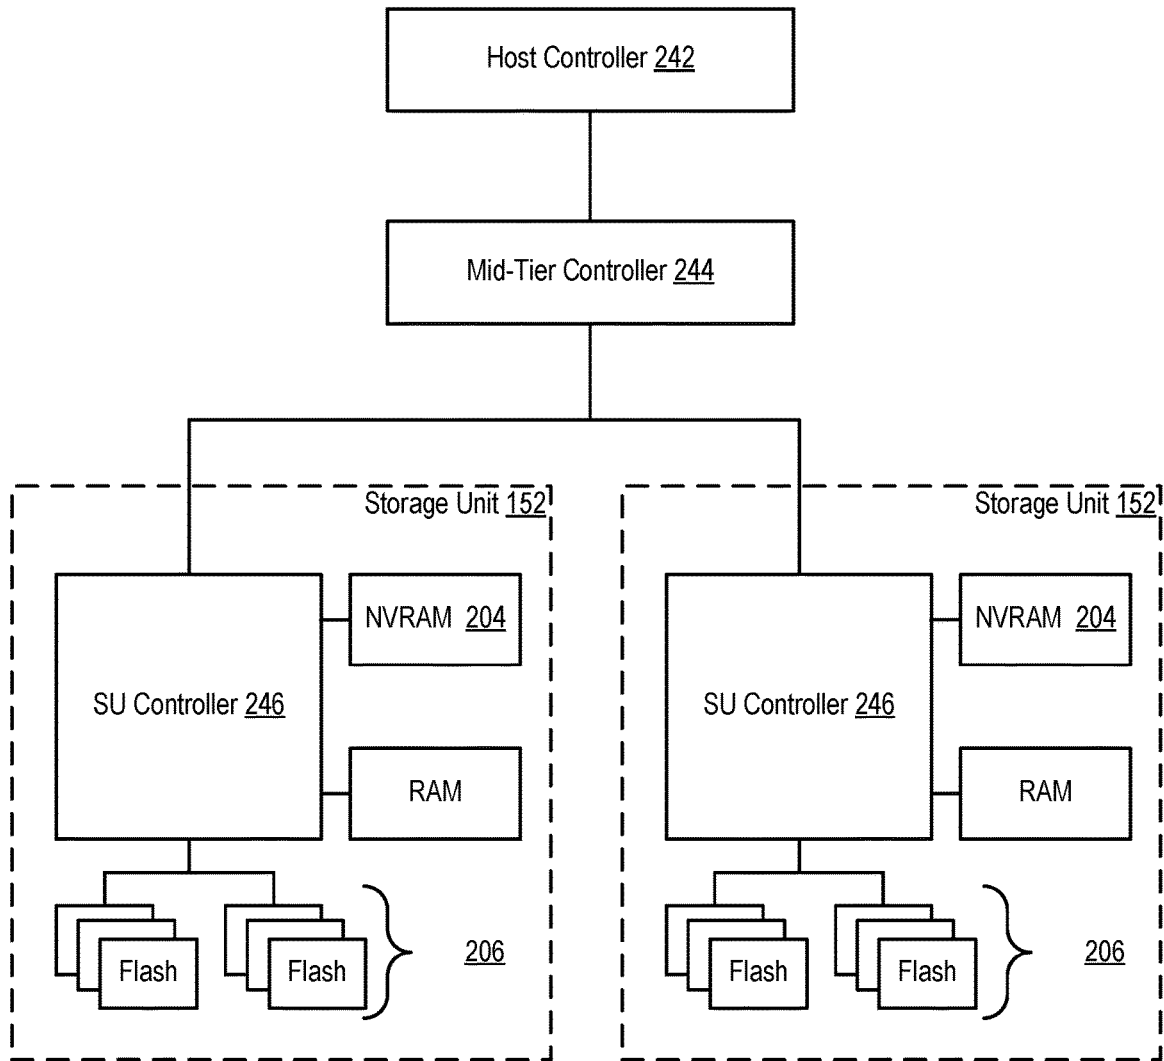 Host Controller 242
Mid-Tier Controller 244
Storage Unit 152
NVRAM 204
SU Controller 246
RAM
Flash
Flash
206
Storage Unit 152
NVRAM 204
SU Controller 246
RAM
Flash
Flash
206